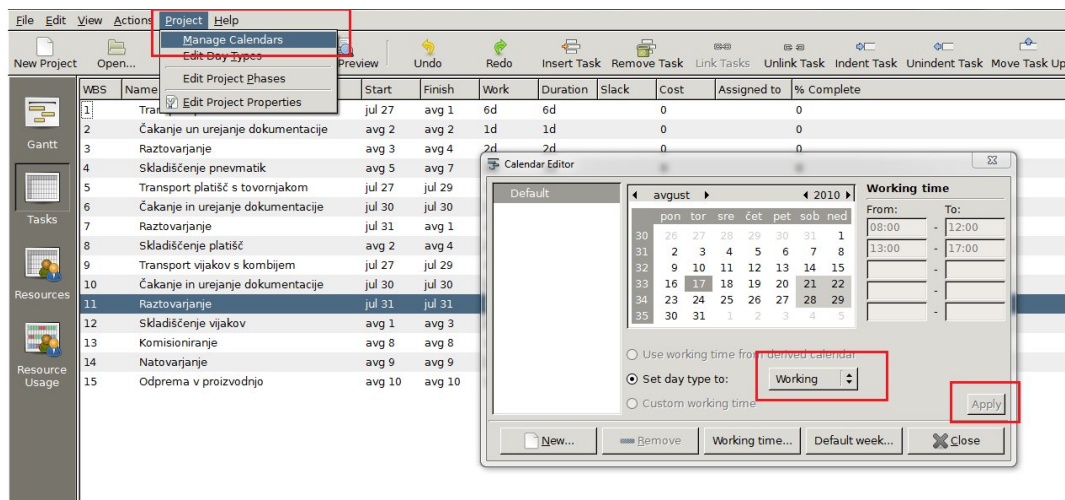 File Edit View Actions Project Help
Manage Calendars
Edit Day Types
Edit Project Phases
Edit Project Properties
New Project Open... Preview Undo Redo Insert Task Remove Task Link Tasks Unlink Task Indent Task Unindent Task Move Task Up
WBS Name Start Finish Work Duration Slack Cost Assigned to % Complete
1 jul 27 avg 1 6d 6d 0 0
2 Čakanje un urejanje dokumentacije avg 2 avg 2 1d 1d 0 0
3 Raztovarjanje avg 3 avg 4 2d 2d 0 0
4 Skladiščenje pnevmatik avg 5 avg 7
5 Transport platišč s tovornjakom jul 27 jul 29
6 Čakanje in urejanje dokumentacije jul 30 jul 30
7 Raztovarjanje jul 31 avg 1
8 Skladiščenje platišč avg 2 avg 4
9 Transport vijakov s kombijem jul 27 jul 29
10 Čakanje in urejanje dokumentacije jul 30 jul 30
11 Raztovarjanje jul 31 jul 31
12 Skladiščenje vijakov avg 1 avg 3
13 Komisioniranje avg 8 avg 8
14 Natovarjanje avg 9 avg 9
15 Odprema v proizvodnjo avg 10 avg 10
Gantt
Tasks
Resources
Resource
Usage
Calendar Editor
Default
avgust 2010
pon tor sre čet pet sob ned
30 26 27 28 29 30 31 1
31 2 3 4 5 6 7 8
32 9 10 11 12 13 14 15
33 16 17 18 19 20 21 22
34 23 24 25 26 27 28 29
35 30 31 1 2 3 4 5
Working time
From: To:
08:00 - 12:00
13:00 - 17:00
-
-
-
Use working time from derived calendar
Set day type to: Working
Custom working time
Apply
New... Remove Working time... Default week... Close